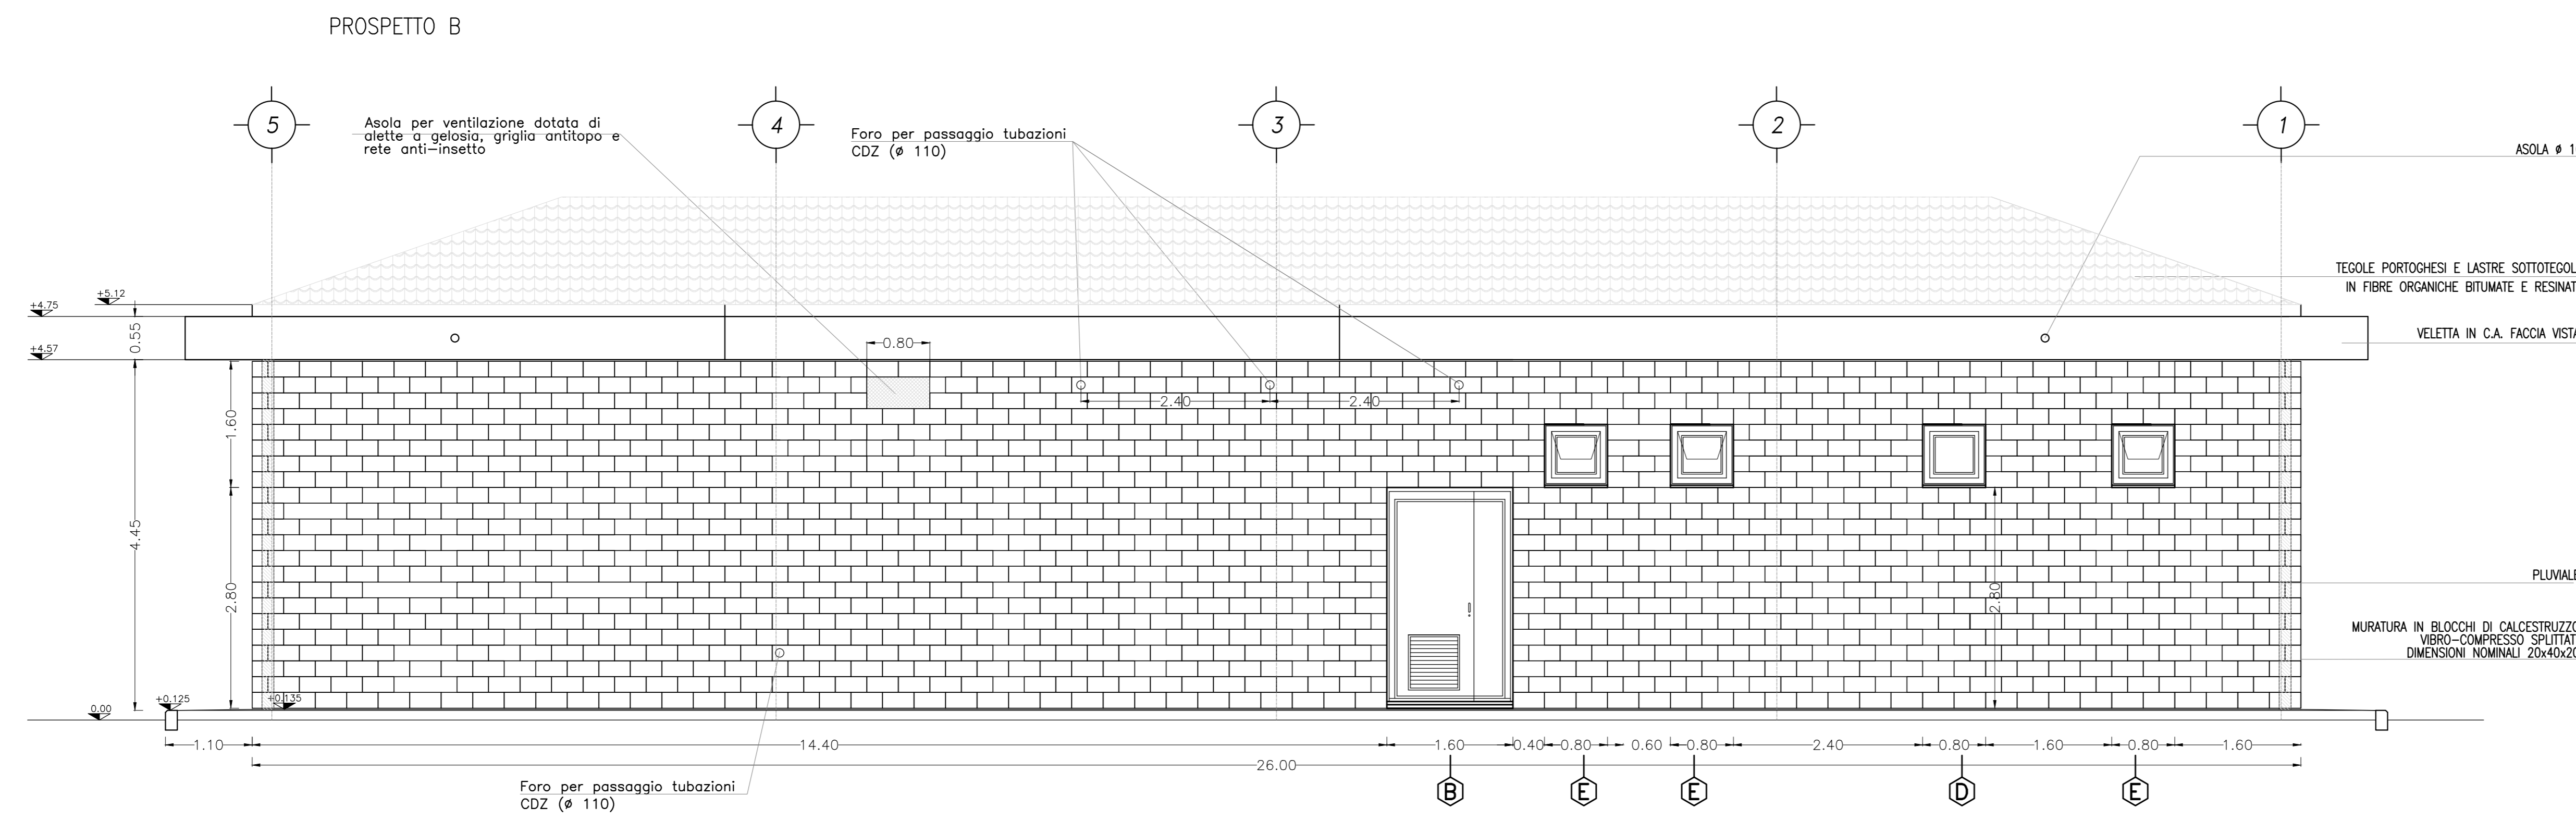 PROSPETTO B
5
4
3
2
1
Asola per ventilazione dotata di
alette a gelosia, griglia antitopo e
rete anti-insetto
Foro per passaggio tubazioni
CDZ (ø 110)
ASOLA ø 1
TEGOLE PORTOGHESI E LASTRE SOTTOTEGOL
IN FIBRE ORGANICHE BITUMATE E RESINAT
VELETTA IN C.A. FACCIA VISTA
PLUVIALE
MURATURA IN BLOCCHI DI CALCESTRUZZO
VIBRO-COMPRESSO SPLITTAT
DIMENSIONI NOMINALI 20x40x20
+5.12
+4.75
0.55
+4.57
0.80
2.40
2.40
1.60
4.45
2.80
2.80
+0.125
+0.135
0.00
1.10
14.40
1.60
0.40
0.80
0.60
0.80
2.40
0.80
1.60
0.80
1.60
26.00
Foro per passaggio tubazioni
CDZ (ø 110)
B
E
E
D
E